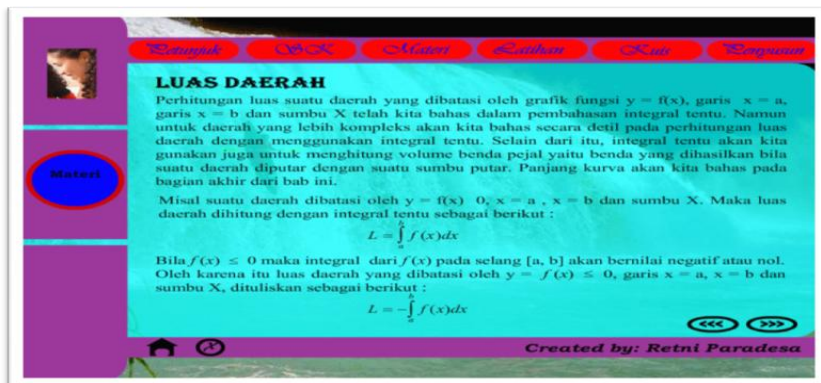 Petunjuk SK Materi Latihan Kuis Penyusun
LUAS DAERAH
Perhitungan luas suatu daerah yang dibatasi oleh grafik fungsi y = f(x), garis x = a,
garis x = b dan sumbu X telah kita bahas dalam pembahasan integral tentu. Namun
untuk daerah yang lebih kompleks akan kita bahas secara detil pada perhitungan luas
daerah dengan menggunakan integral tentu. Selain dari itu, integral tentu akan kita
gunakan juga untuk menghitung volume benda pejal yaitu benda yang dihasilkan bila
suatu daerah diputar dengan suatu sumbu putar. Panjang kurva akan kita bahas pada
bagian akhir dari bab ini.
Materi
Misal suatu daerah dibatasi oleh y = f(x) 0, x = a , x = b dan sumbu X. Maka luas
daerah dihitung dengan integral tentu sebagai berikut :
L = ∫ₐᵇ f(x)dx
Bila f(x) ≤ 0 maka integral dari f(x) pada selang [a, b] akan bernilai negatif atau nol.
Oleh karena itu luas daerah yang dibatasi oleh y = f(x) ≤ 0, garis x = a, x = b dan
sumbu X, dituliskan sebagai berikut :
L = -∫ₐᵇ f(x)dx
<<< >>>
Created by: Retni Paradesa